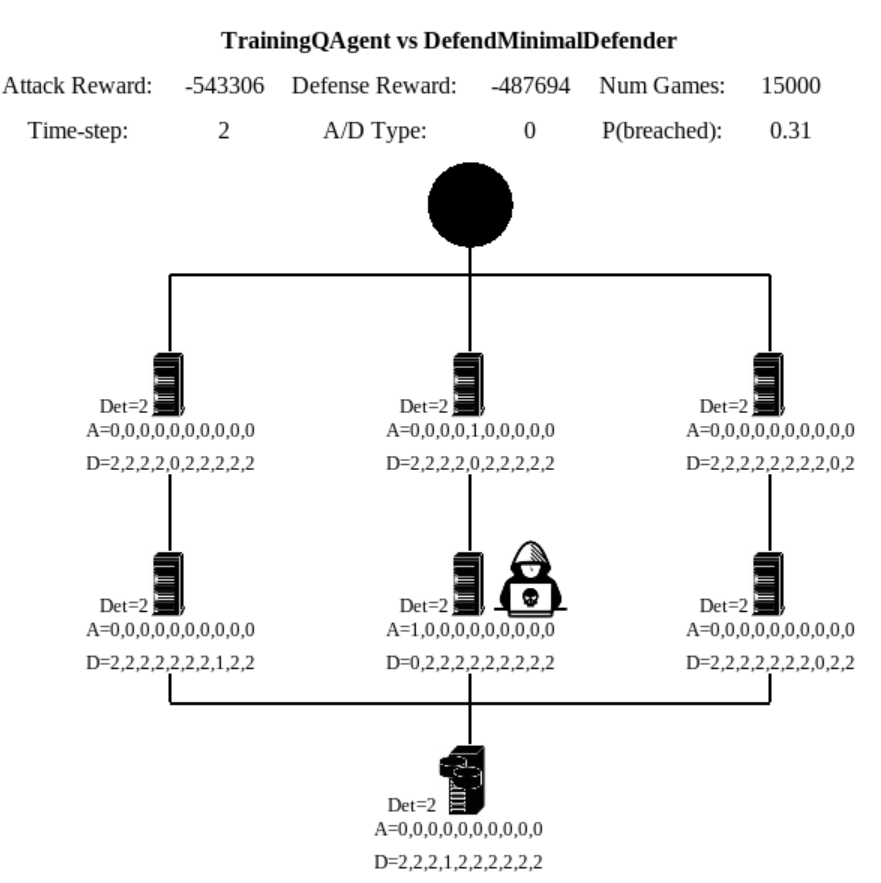 TrainingQAgent vs DefendMinimalDefender
Attack Reward: -543306 Defense Reward: -487694 Num Games: 15000
Time-step: 2 A/D Type: 0 P(breached): 0.31
Det=2 Det=2 Det=2
A=0,0,0,0,0,0,0,0,0,0 A=0,0,0,0,1,0,0,0,0,0 A=0,0,0,0,0,0,0,0,0,0
D=2,2,2,2,0,2,2,2,2,2 D=2,2,2,2,0,2,2,2,2,2 D=2,2,2,2,2,2,2,2,0,2
Det=2 Det=2 Det=2
A=0,0,0,0,0,0,0,0,0,0 A=1,0,0,0,0,0,0,0,0,0 A=0,0,0,0,0,0,0,0,0,0
D=2,2,2,2,2,2,2,1,2,2 D=0,2,2,2,2,2,2,2,2,2 D=2,2,2,2,2,2,2,0,2,2
Det=2
A=0,0,0,0,0,0,0,0,0,0
D=2,2,2,1,2,2,2,2,2,2